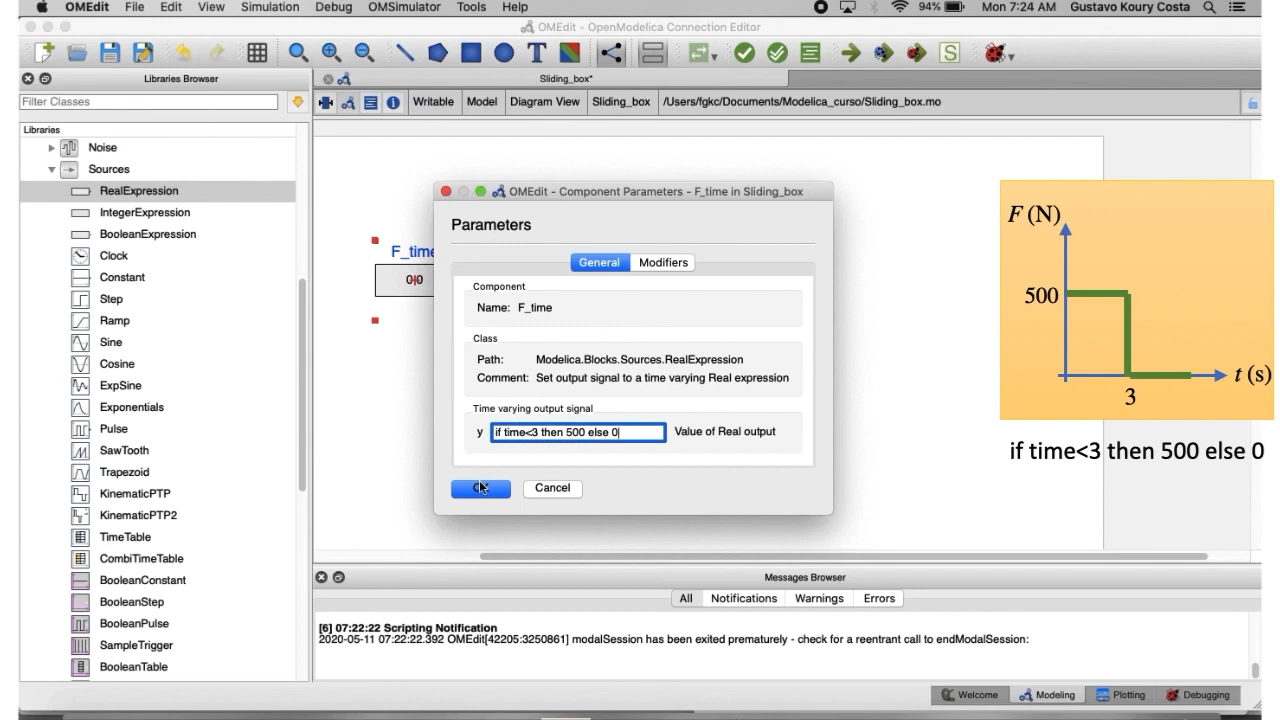 OMEdit File Edit View Simulation Debug OMSimulator Tools Help 94% Mon 7:24 AM Gustavo Koury Costa
OMEdit - OpenModelica Connection Editor
T S
Libraries Browser
Sliding_box*
Filter Classes
Writable Model Diagram View Sliding_box /Users/fgkc/Documents/Modelica_curso/Sliding_box.mo
Libraries
Noise
Sources
RealExpression
IntegerExpression
BooleanExpression
Clock
Constant
Step
Ramp
Sine
Cosine
ExpSine
Exponentials
Pulse
SawTooth
Trapezoid
KinematicPTP
KinematicPTP2
TimeTable
CombiTimeTable
BooleanConstant
BooleanStep
BooleanPulse
SampleTrigger
BooleanTable
F_time
OMEdit - Component Parameters - F_time in Sliding_box
Parameters
General Modifiers
Component
Name: F_time
Class
Path: Modelica.Blocks.Sources.RealExpression
Comment: Set output signal to a time varying Real expression
Time varying output signal
y if time<3 then 500 else 0 Value of Real output
Cancel
F (N)
500
t (s)
3
if time<3 then 500 else 0
Messages Browser
All Notifications Warnings Errors
[6] 07:22:22 Scripting Notification
2020-05-11 07:22:22.392 OMEdit[42205:3250861] modalSession has been exited prematurely - check for a reentrant call to endModalSession:
Welcome Modeling Plotting Debugging